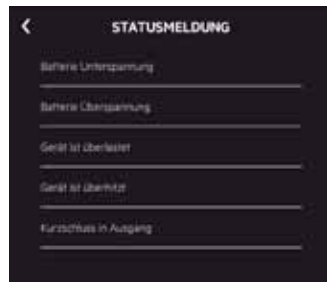 STATUSMELDUNG
Batterie Unterspannung
Batterie Überspannung
Gerät ist überlastet
Gerät ist überhitzt
Kurzschluss in Ausgang